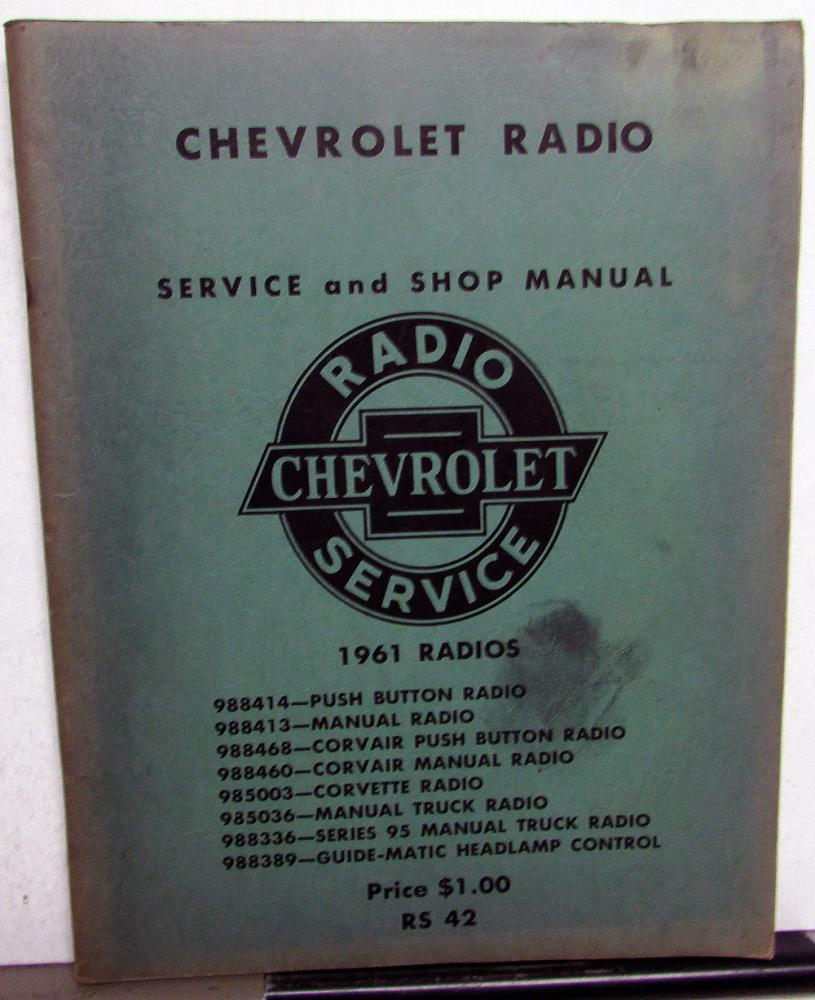 CHEVROLET RADIO
SERVICE and SHOP MANUAL
RADIO
CHEVROLET
SERVICE
1961 RADIOS
988414—PUSH BUTTON RADIO
988413—MANUAL RADIO
988468—CORVAIR PUSH BUTTON RADIO
988460—CORVAIR MANUAL RADIO
985003—CORVETTE RADIO
985036—MANUAL TRUCK RADIO
988336—SERIES 95 MANUAL TRUCK RADIO
988389—GUIDE-MATIC HEADLAMP CONTROL
Price $1.00
RS 42